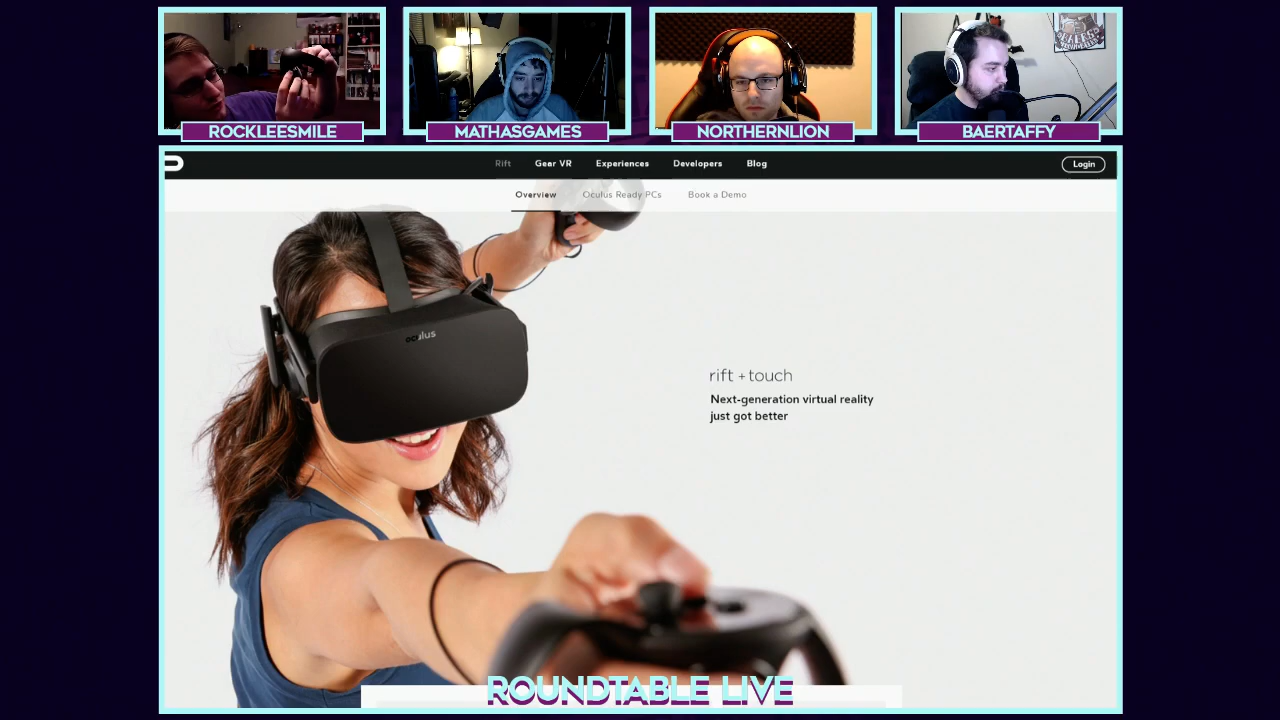 ROCKLEESMILE
MATHASGAMES
NORTHERNLION
BAERTAFFY
Rift Gear VR Experiences Developers Blog Login
Overview Oculus Ready PCs Book a Demo
oculus
rift + touch
Next-generation virtual reality
just got better
ROUNDTABLE LIVE